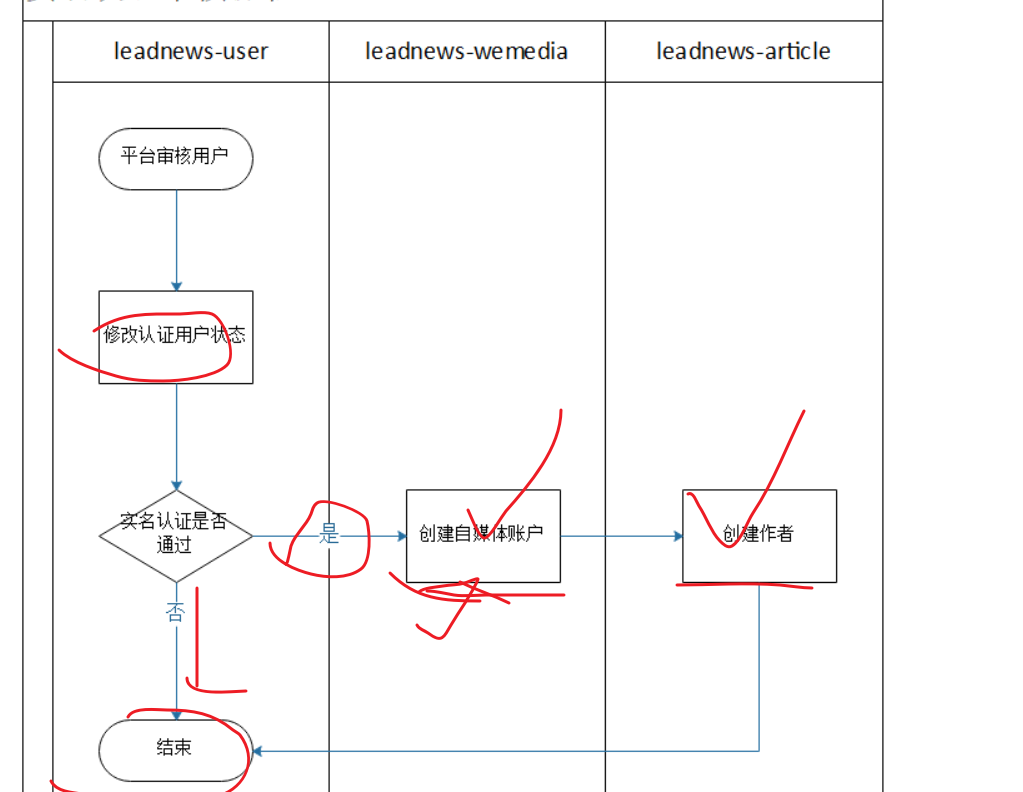 leadnews-user
leadnews-wemedia
leadnews-article
平台审核用户
修改认证用户状态
实名认证是否
通过
是
创建自媒体账户
创建作者
否
结束